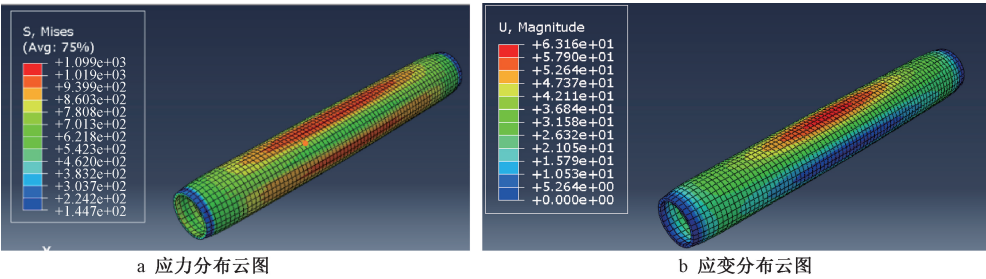 S, Mises
(Avg: 75%)
+1.099e+03
+1.019e+03
+9.399e+02
+8.603e+02
+7.808e+02
+7.013e+02
+6.218e+02
+5.423e+02
+4.620e+02
+3.832e+02
+3.037e+02
+2.242e+02
+1.447e+02
a 应力分布云图
U, Magnitude
+6.316e+01
+5.790e+01
+5.264e+01
+4.737e+01
+4.211e+01
+3.684e+01
+3.158e+01
+2.632e+01
+2.105e+01
+1.579e+01
+1.053e+01
+5.264e+00
+0.000e+00
b 应变分布云图